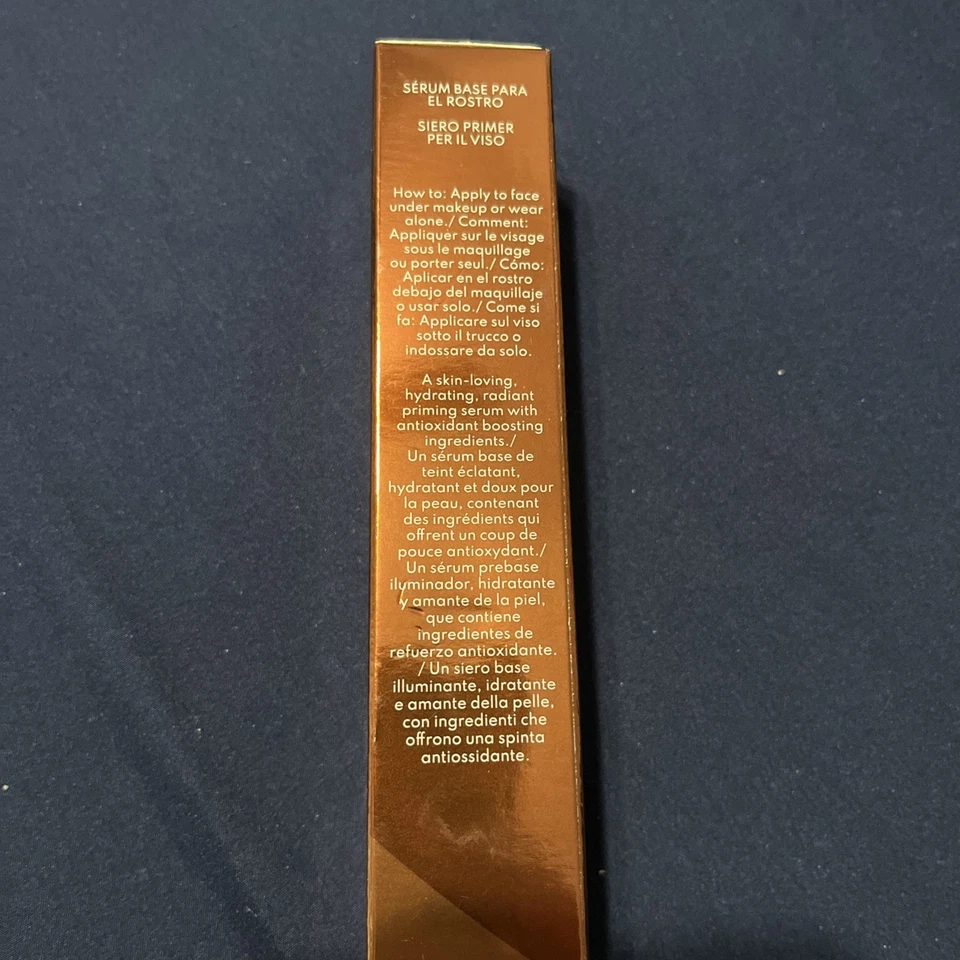 SÉRUM BASE PARA
EL ROSTRO
SIERO PRIMER
PER IL VISO
How to: Apply to face
under makeup or wear
alone./ Comment:
Appliquer sur le visage
sous le maquillage
ou porter seul./ Cómo:
Aplicar en el rostro
debajo del maquillaje
o usar solo./ Come si
fa: Applicare sul viso
sotto il trucco o
indossare da solo.
A skin-loving,
hydrating, radiant
priming serum with
antioxidant boosting
ingredients./
Un sérum base de
teint éclatant,
hydratant et doux pour
la peau, contenant
des ingrédients qui
offrent un coup de
pouce antioxydant./
Un sérum prebase
iluminador, hidratante
y amante de la piel,
que contiene
ingredientes de
refuerzo antioxidante.
/ Un siero base
illuminante, idratante
e amante della pelle,
con ingredienti che
offrono una spinta
antiossidante.